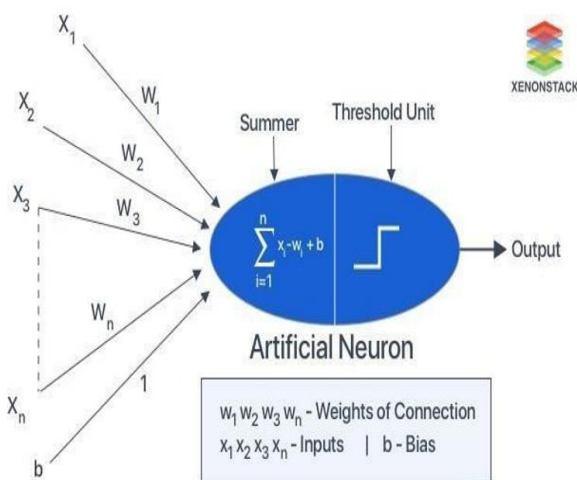 X₁
XENONSTACK
X₂
W₁
Summer
Threshold Unit
W₂
X₃
W₃
n
∑ xᵢ-wᵢ + b
i=1
Output
Wₙ
Artificial Neuron
Xₙ
1
w₁ w₂ w₃ wₙ - Weights of Connection
x₁ x₂ x₃ xₙ - Inputs | b - Bias
b